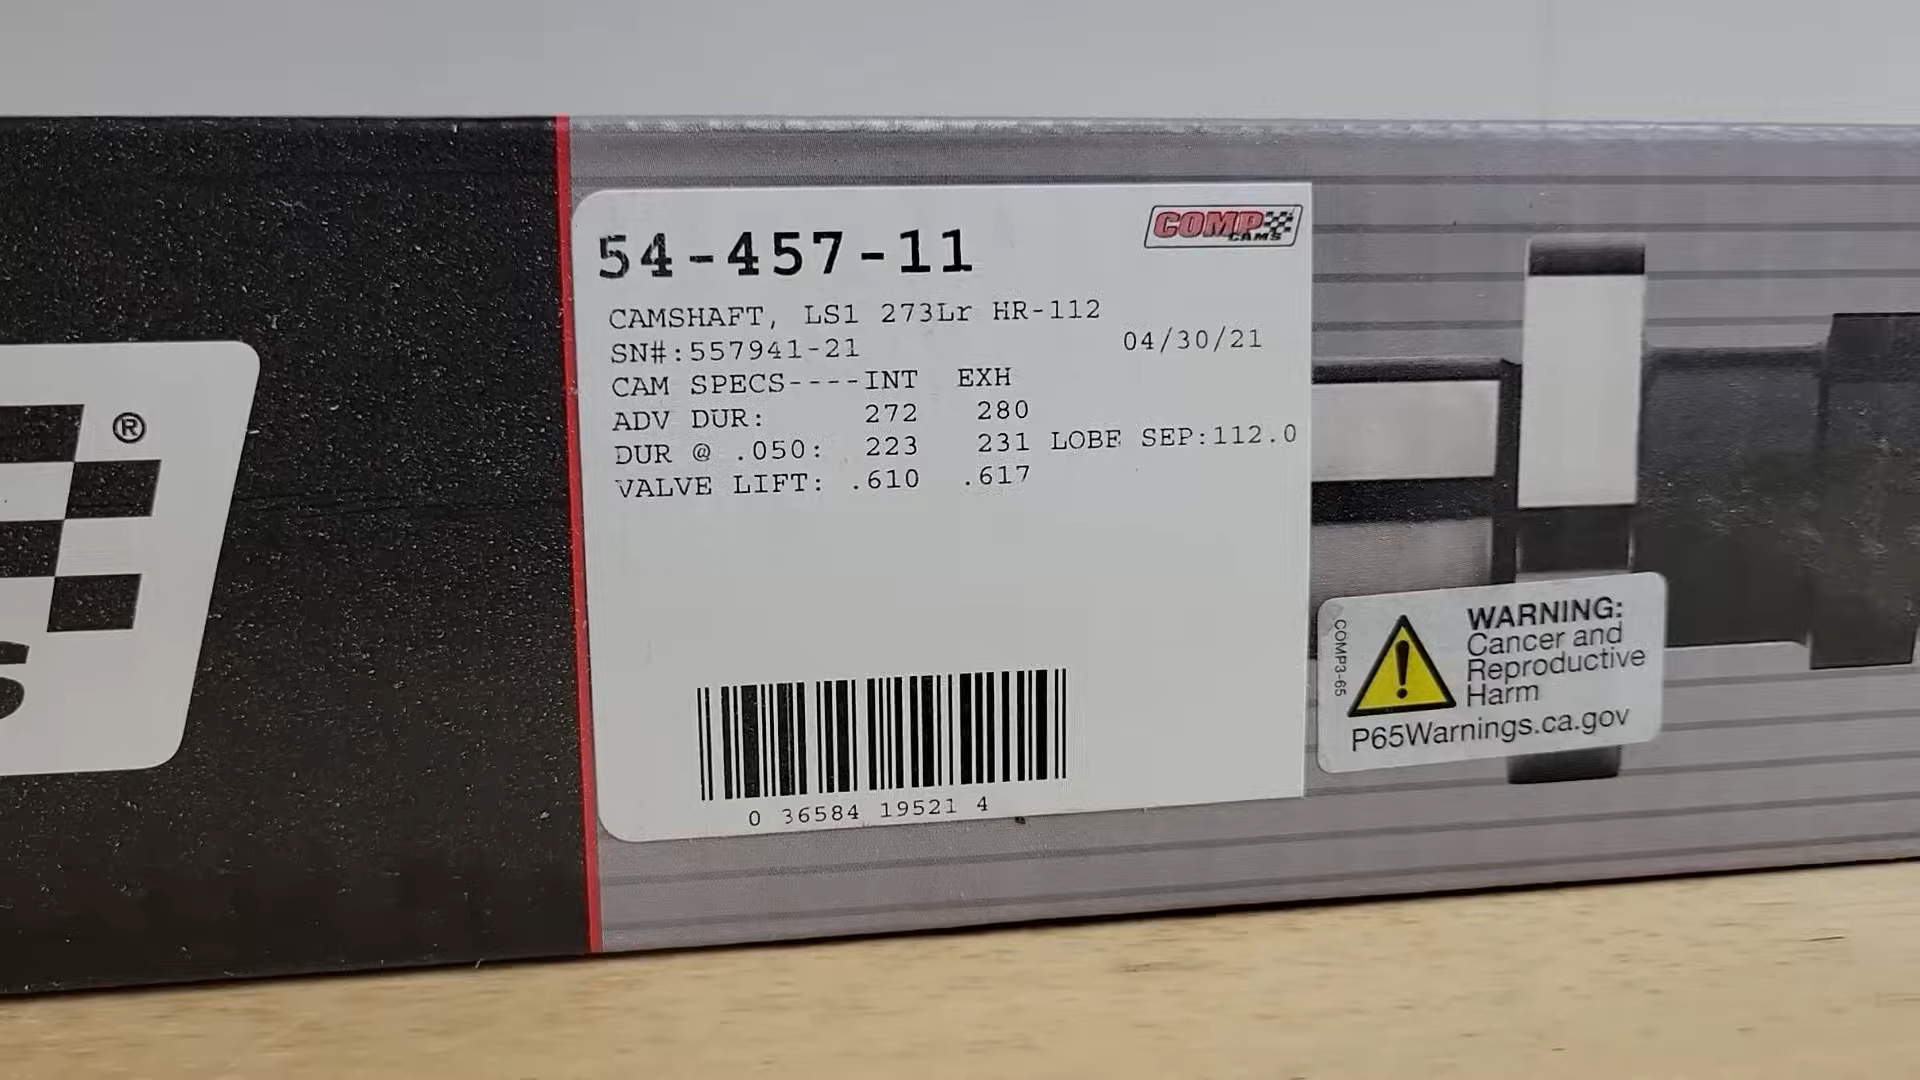 54-457-11
COMP
CAMS
CAMSHAFT, LS1 273Lr HR-112
SN#:557941-21
04/30/21
CAM SPECS----INT EXH
ADV DUR: 272 280
DUR @ .050: 223 231 LOBE SEP:112.0
VALVE LIFT: .610 .617
0 36584 19521 4
®
S
COMP3-65
WARNING:
Cancer and
Reproductive
Harm
P65Warnings.ca.gov